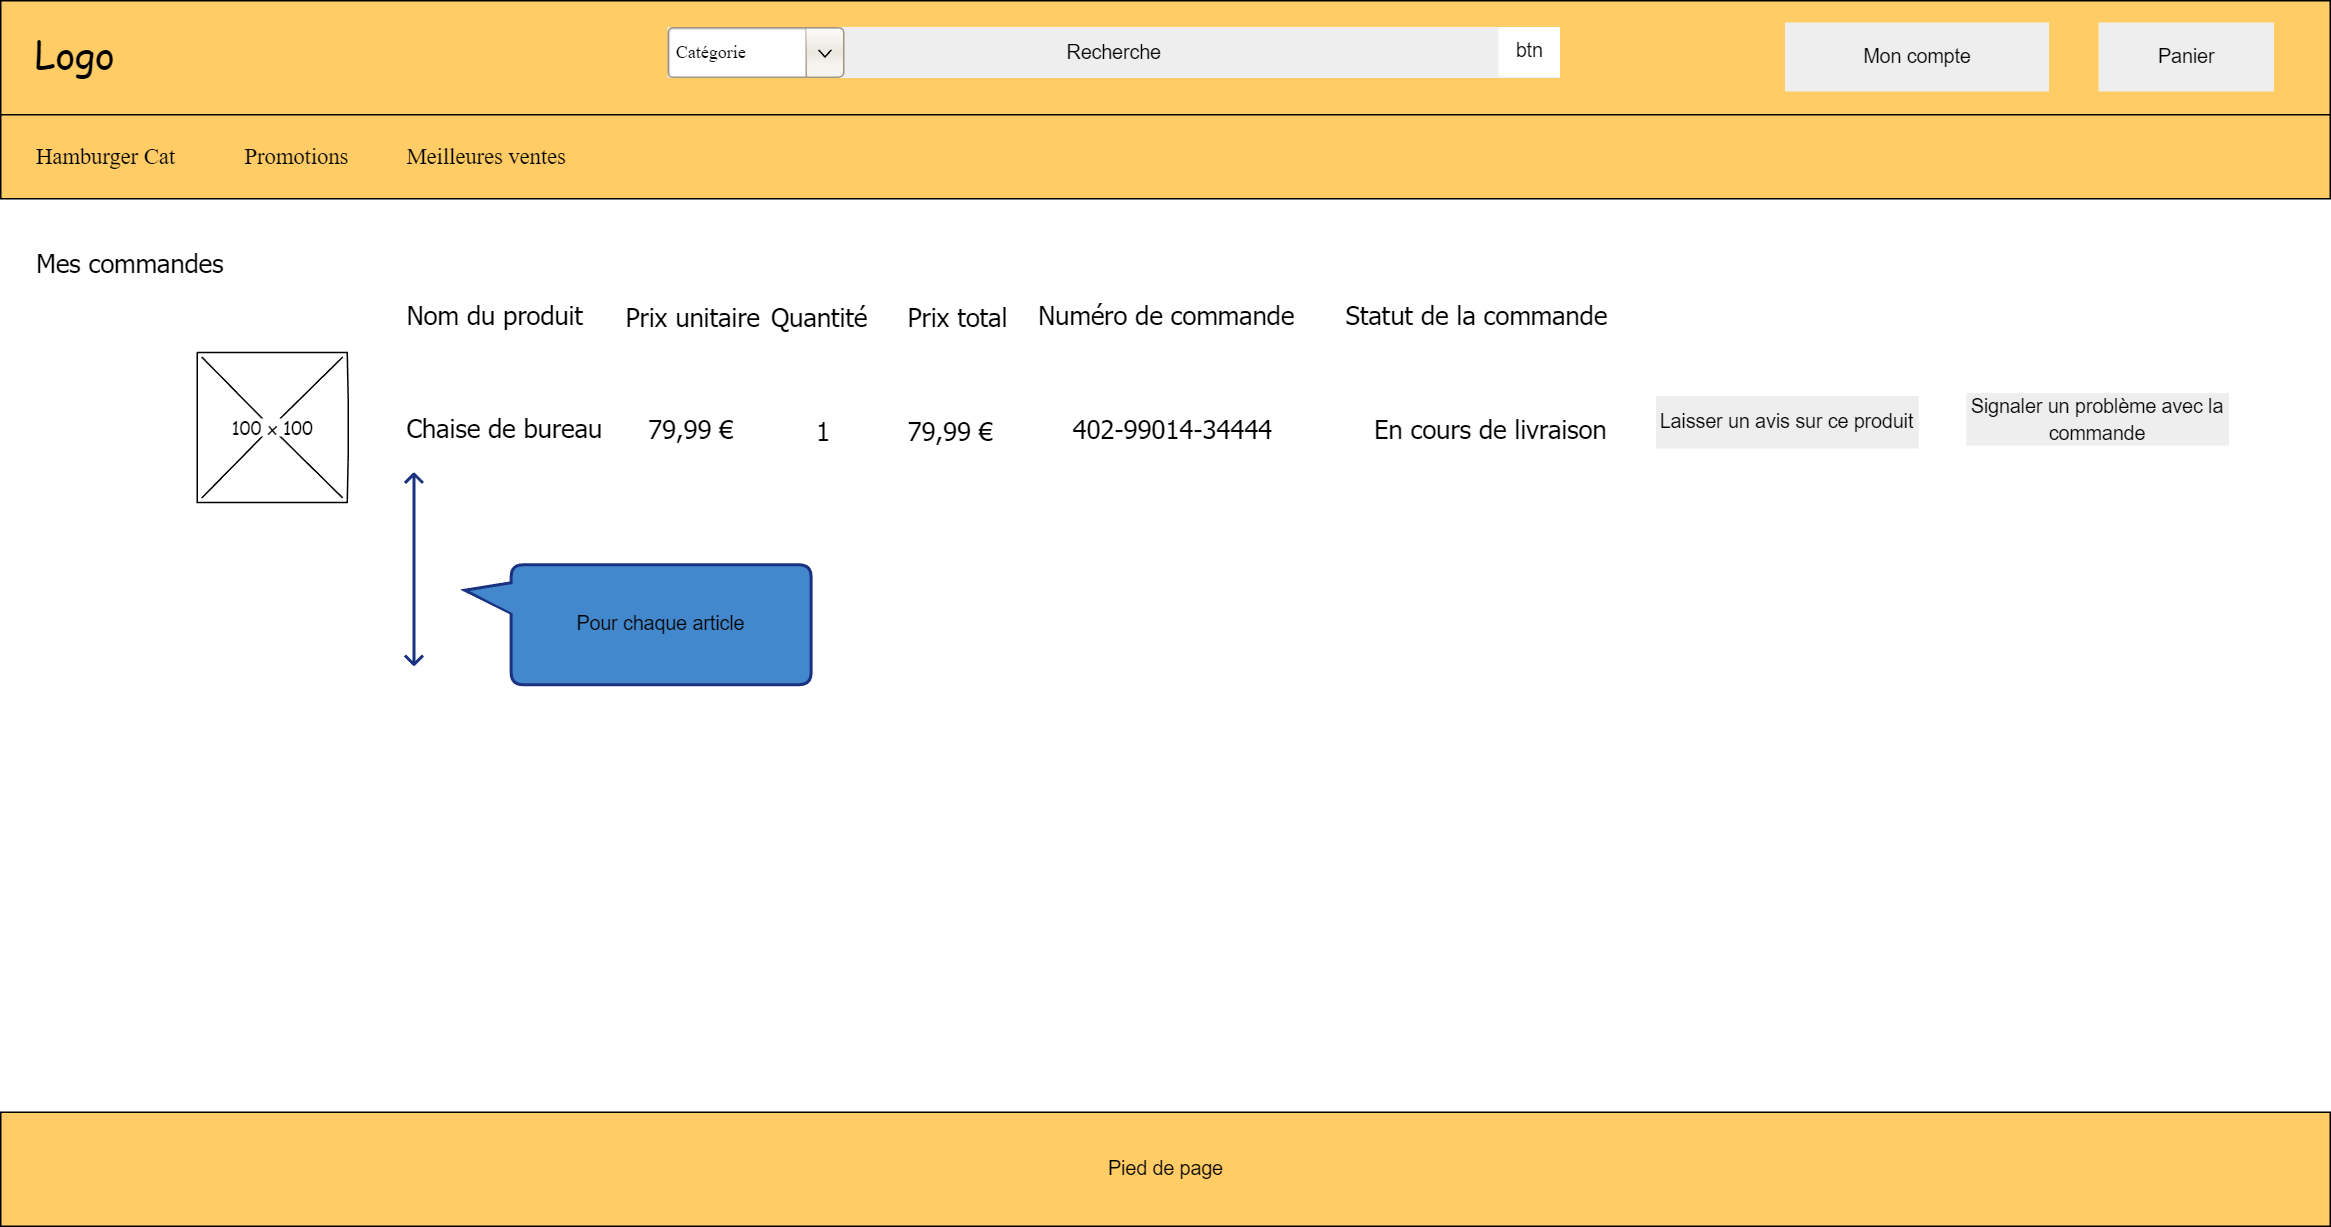 Logo
Catégorie
Recherche
btn
Mon compte
Panier
Hamburger Cat
Promotions
Meilleures ventes
Mes commandes
Nom du produit
Prix unitaire
Quantité
Prix total
Numéro de commande
Statut de la commande
100 × 100
Chaise de bureau
79,99 €
1
79,99 €
402-99014-34444
En cours de livraison
Laisser un avis sur ce produit
Signaler un problème avec la
commande
Pour chaque article
Pied de page